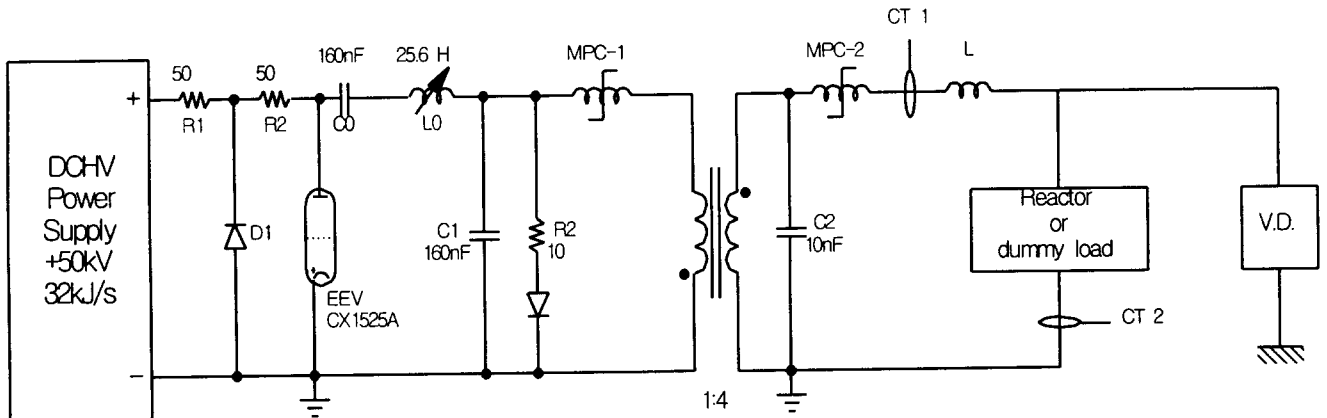 DCHV
Power
Supply
+50kV
32kJ/s
+
−
50
R1
50
R2
D1
EEV
CX1525A
160nF
C0
25.6 H
L0
C1
160nF
R2
10
MPC-1
1:4
C2
10nF
MPC-2
CT 1
L
Reactor
or
dummy load
CT 2
V.D.